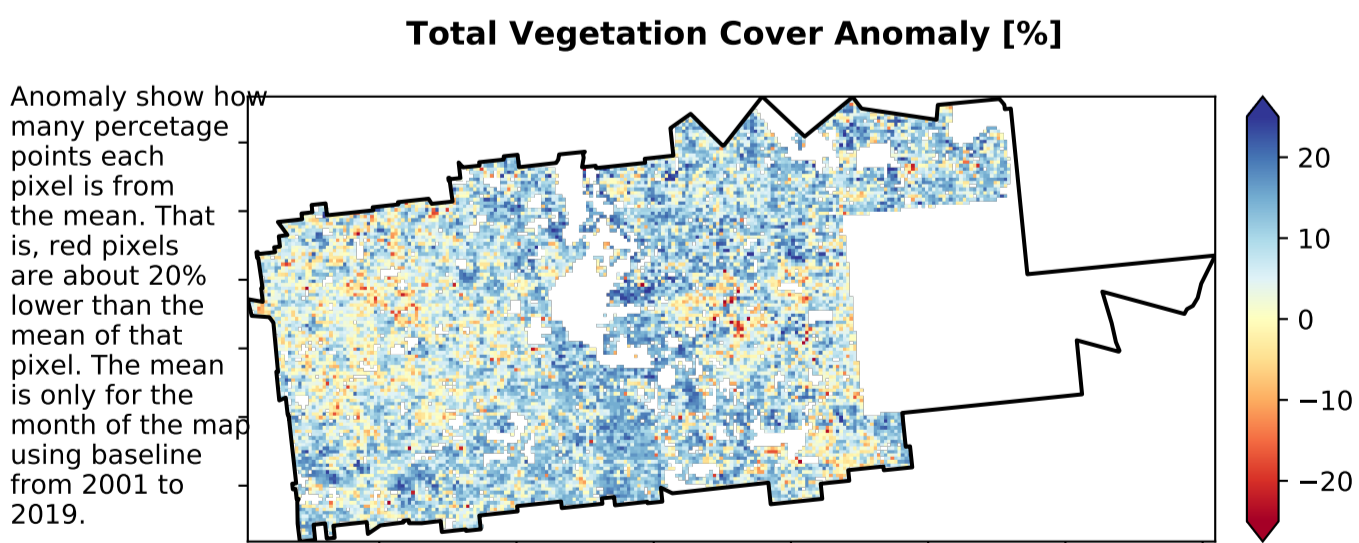 Total Vegetation Cover Anomaly [%]
Anomaly show how
many percetage
points each
pixel is from
the mean. That
is, red pixels
are about 20%
lower than the
mean of that
pixel. The mean
is only for the
month of the map
using baseline
from 2001 to
2019.
20
10
0
−10
−20